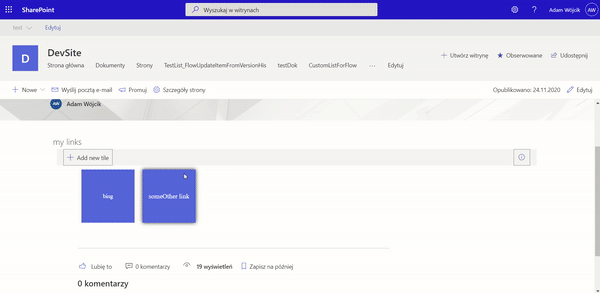 SharePoint
Wyszukaj w witrynach
Adam Wójcik
AW
test
Edytuj
D
DevSite
Strona główna Dokumenty Strony TestList_FlowUpdateItemFromVersionHis testDok CustomListForFlow ... Edytuj
Utwórz witrynę Obserwowane Udostępnij
Nowe Wyślij pocztą e-mail Promuj Szczegóły strony
Opublikowano: 24.11.2020 Edytuj
AW Adam Wójcik
my links
Add new tile
someOther link
Lubię to 0 komentarzy 19 wyświetleń Zapisz na później
0 komentarzy